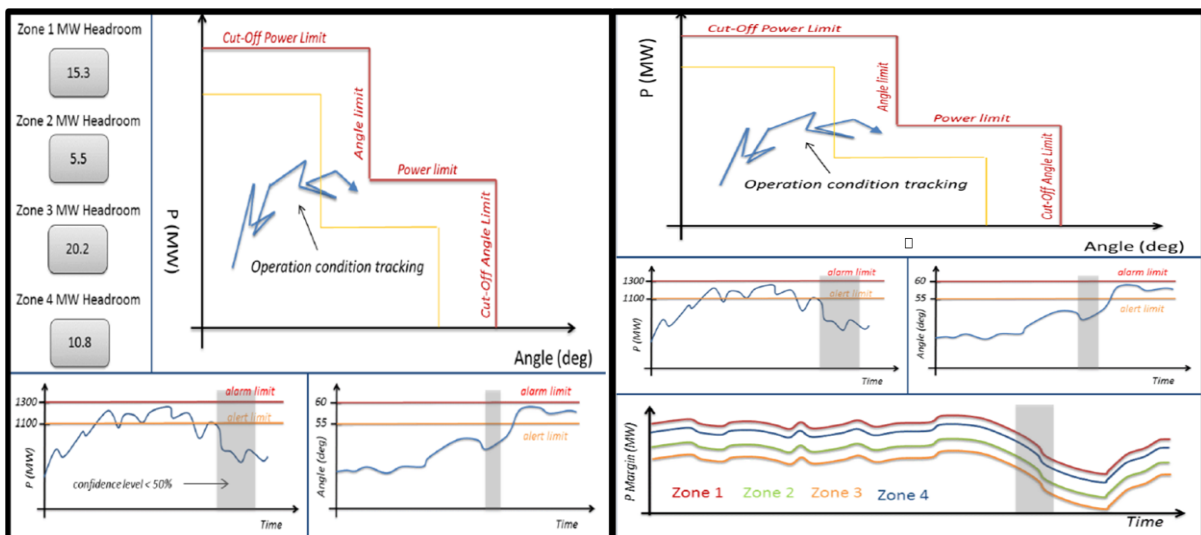 Zone 1 MW Headroom
15.3
Zone 2 MW Headroom
5.5
Zone 3 MW Headroom
20.2
Zone 4 MW Headroom
10.8
P (MW)
Cut-Off Power Limit
Angle limit
Power limit
Cut-Off Angle Limit
Operation condition tracking
Angle (deg)
P (MW)
1300
1100
alarm limit
alert limit
confidence level < 50%
Time
Angle (deg)
60
55
alarm limit
alert limit
Time
P (MW)
Cut-Off Power Limit
Angle limit
Power limit
Cut-Off Angle Limit
Operation condition tracking
Angle (deg)
P (MW)
1300
1100
alarm limit
alert limit
Time
Angle (deg)
60
55
alarm limit
alert limit
Time
P Margin (MW)
Zone 1 Zone 2 Zone 3 Zone 4
Time